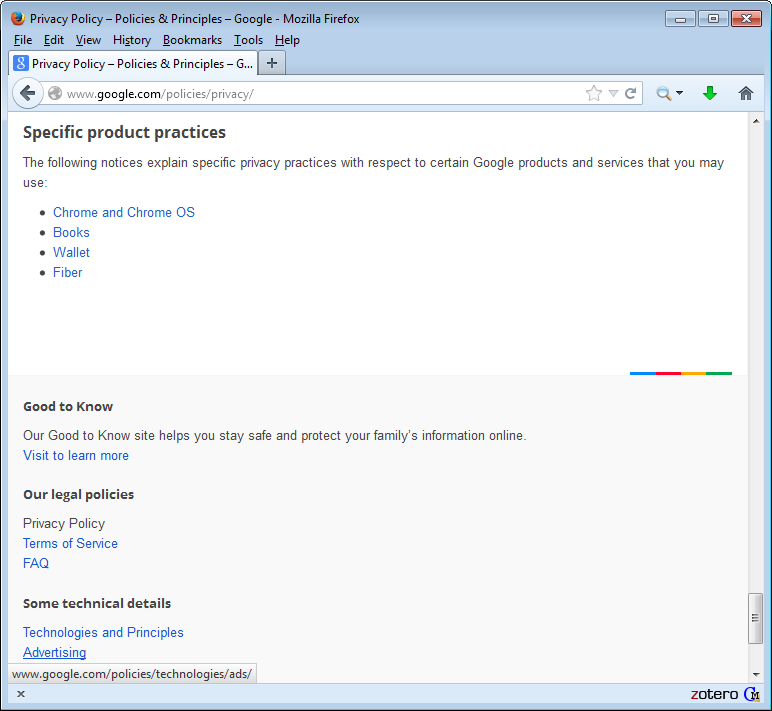 Privacy Policy – Policies & Principles – Google - Mozilla Firefox
File Edit View History Bookmarks Tools Help
Privacy Policy – Policies & Principles – G...
www.google.com/policies/privacy/
Specific product practices
The following notices explain specific privacy practices with respect to certain Google products and services that you may
use:
Chrome and Chrome OS
Books
Wallet
Fiber
Good to Know
Our Good to Know site helps you stay safe and protect your family’s information online.
Visit to learn more
Our legal policies
Privacy Policy
Terms of Service
FAQ
Some technical details
Technologies and Principles
Advertising
www.google.com/policies/technologies/ads/
zotero